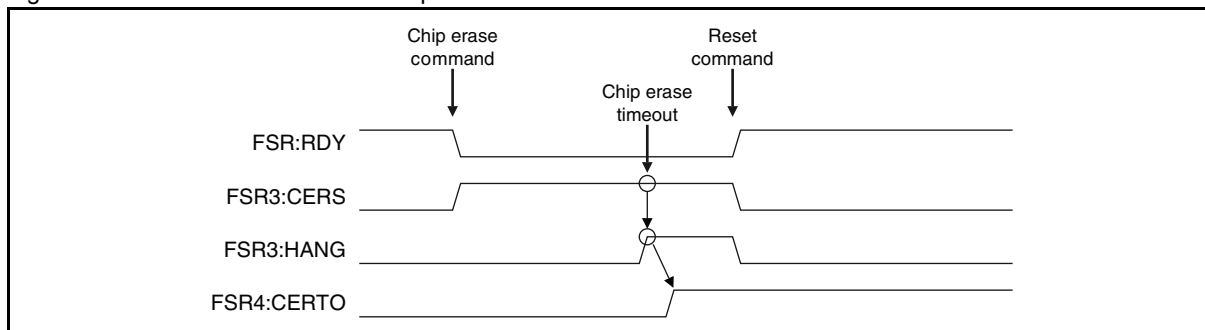 Chip erase
command
Reset
command
Chip erase
timeout
FSR:RDY
FSR3:CERS
FSR3:HANG
FSR4:CERTO